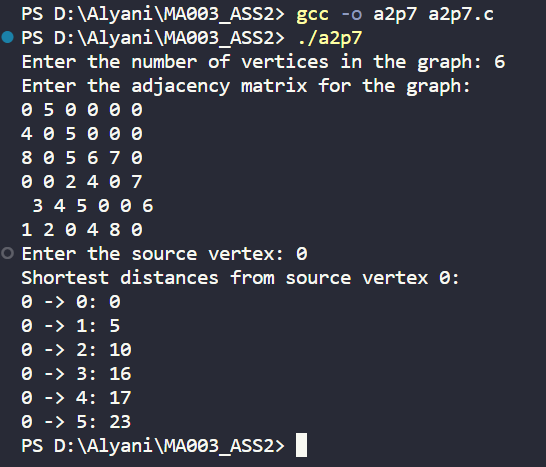 PS D:\Alyani\MA003_ASS2> gcc -o a2p7 a2p7.c
PS D:\Alyani\MA003_ASS2> ./a2p7
Enter the number of vertices in the graph: 6
Enter the adjacency matrix for the graph:
0 5 0 0 0 0
4 0 5 0 0 0
8 0 5 6 7 0
0 0 2 4 0 7
 3 4 5 0 0 6
1 2 0 4 8 0
Enter the source vertex: 0
Shortest distances from source vertex 0:
0 -> 0: 0
0 -> 1: 5
0 -> 2: 10
0 -> 3: 16
0 -> 4: 17
0 -> 5: 23
PS D:\Alyani\MA003_ASS2>